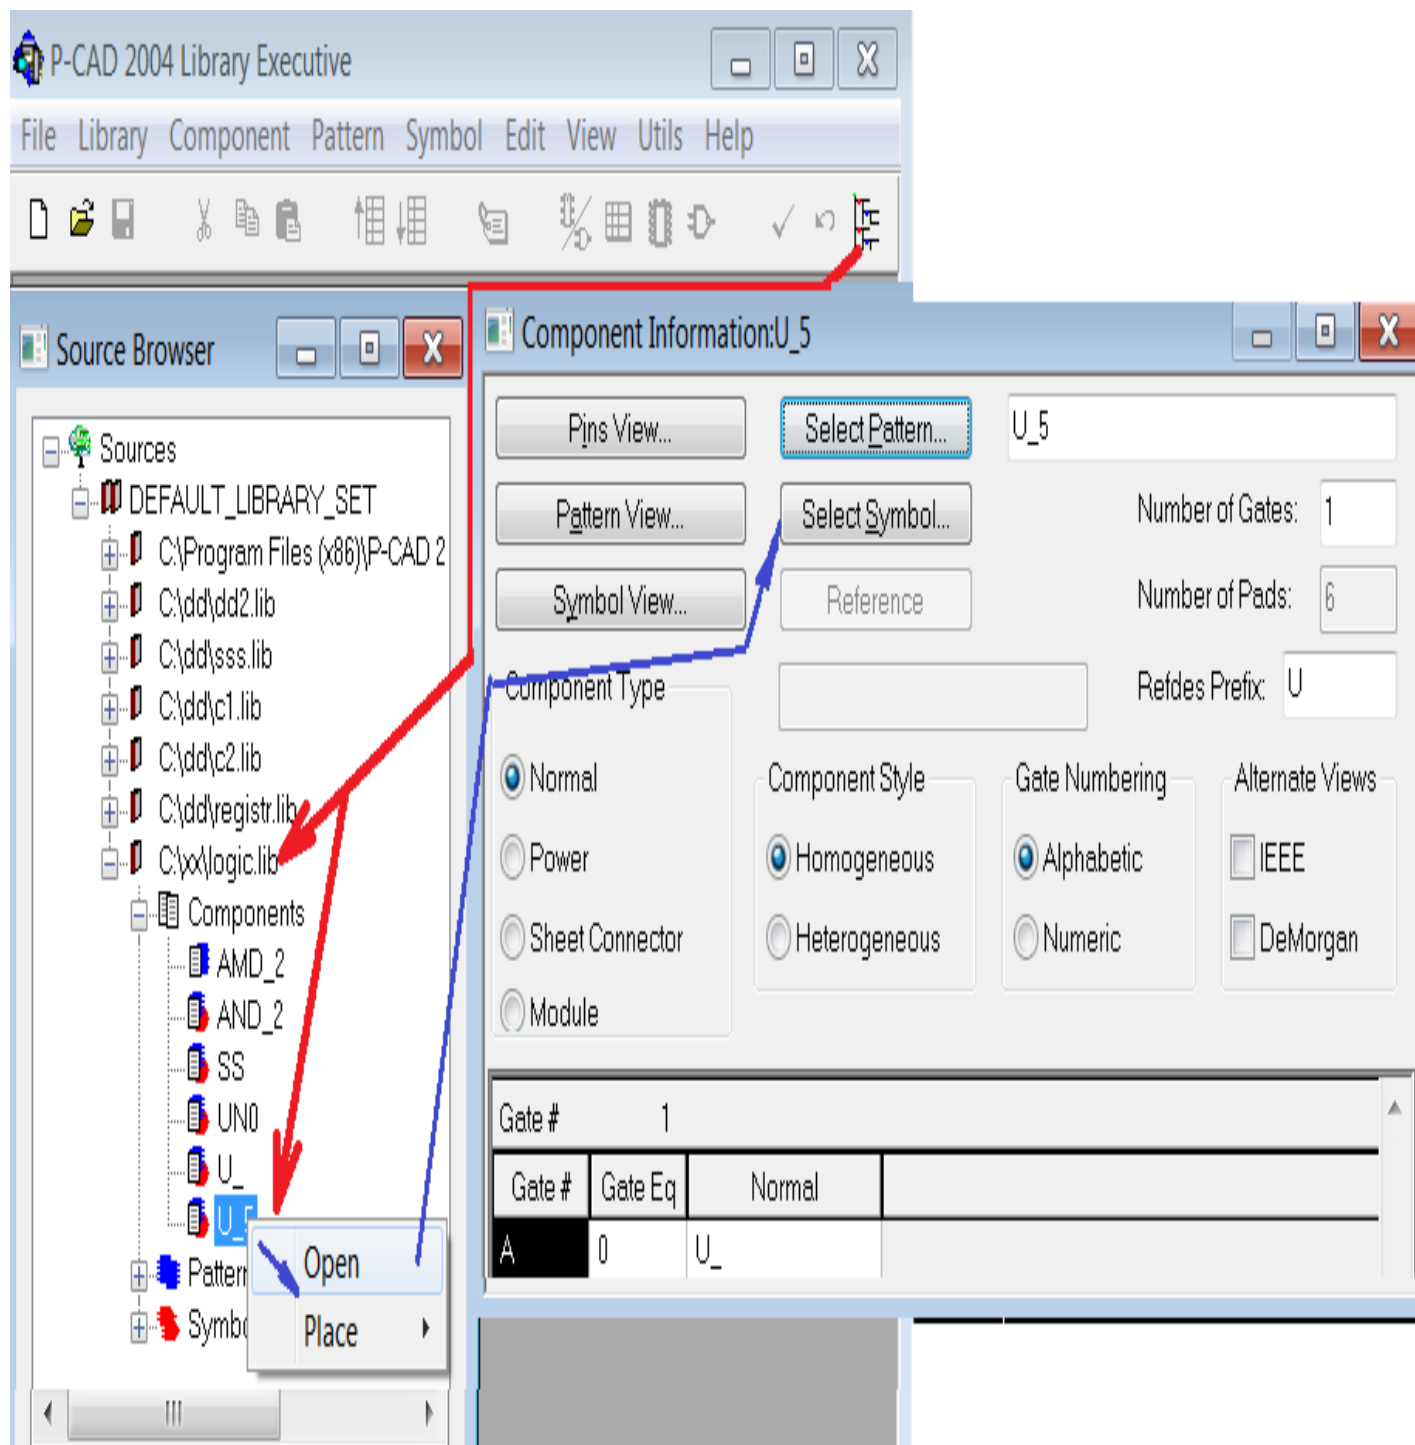 P-CAD 2004 Library Executive
File Library Component Pattern Symbol Edit View Utils Help
Source Browser
Sources
DEFAULT_LIBRARY_SET
C:\Program Files (x86)\P-CAD 2
C:\dd\dd2.lib
C:\dd\sss.lib
C:\dd\c1.lib
C:\dd\c2.lib
C:\dd\registr.lib
C:\xx\logic.lib
Components
AMD_2
AND_2
SS
UN0
U_
U_5
Pattern
Symbo
Open
Place
Component Information:U_5
Pins View... Select Pattern... U_5
Pattern View... Select Symbol... Number of Gates: 1
Symbol View... Reference Number of Pads: 6
Component Type Refdes Prefix: U
Normal Component Style Gate Numbering Alternate Views
Power Homogeneous Alphabetic IEEE
Sheet Connector Heterogeneous Numeric DeMorgan
Module
Gate # 1
Gate # Gate Eq Normal
A 0 U_